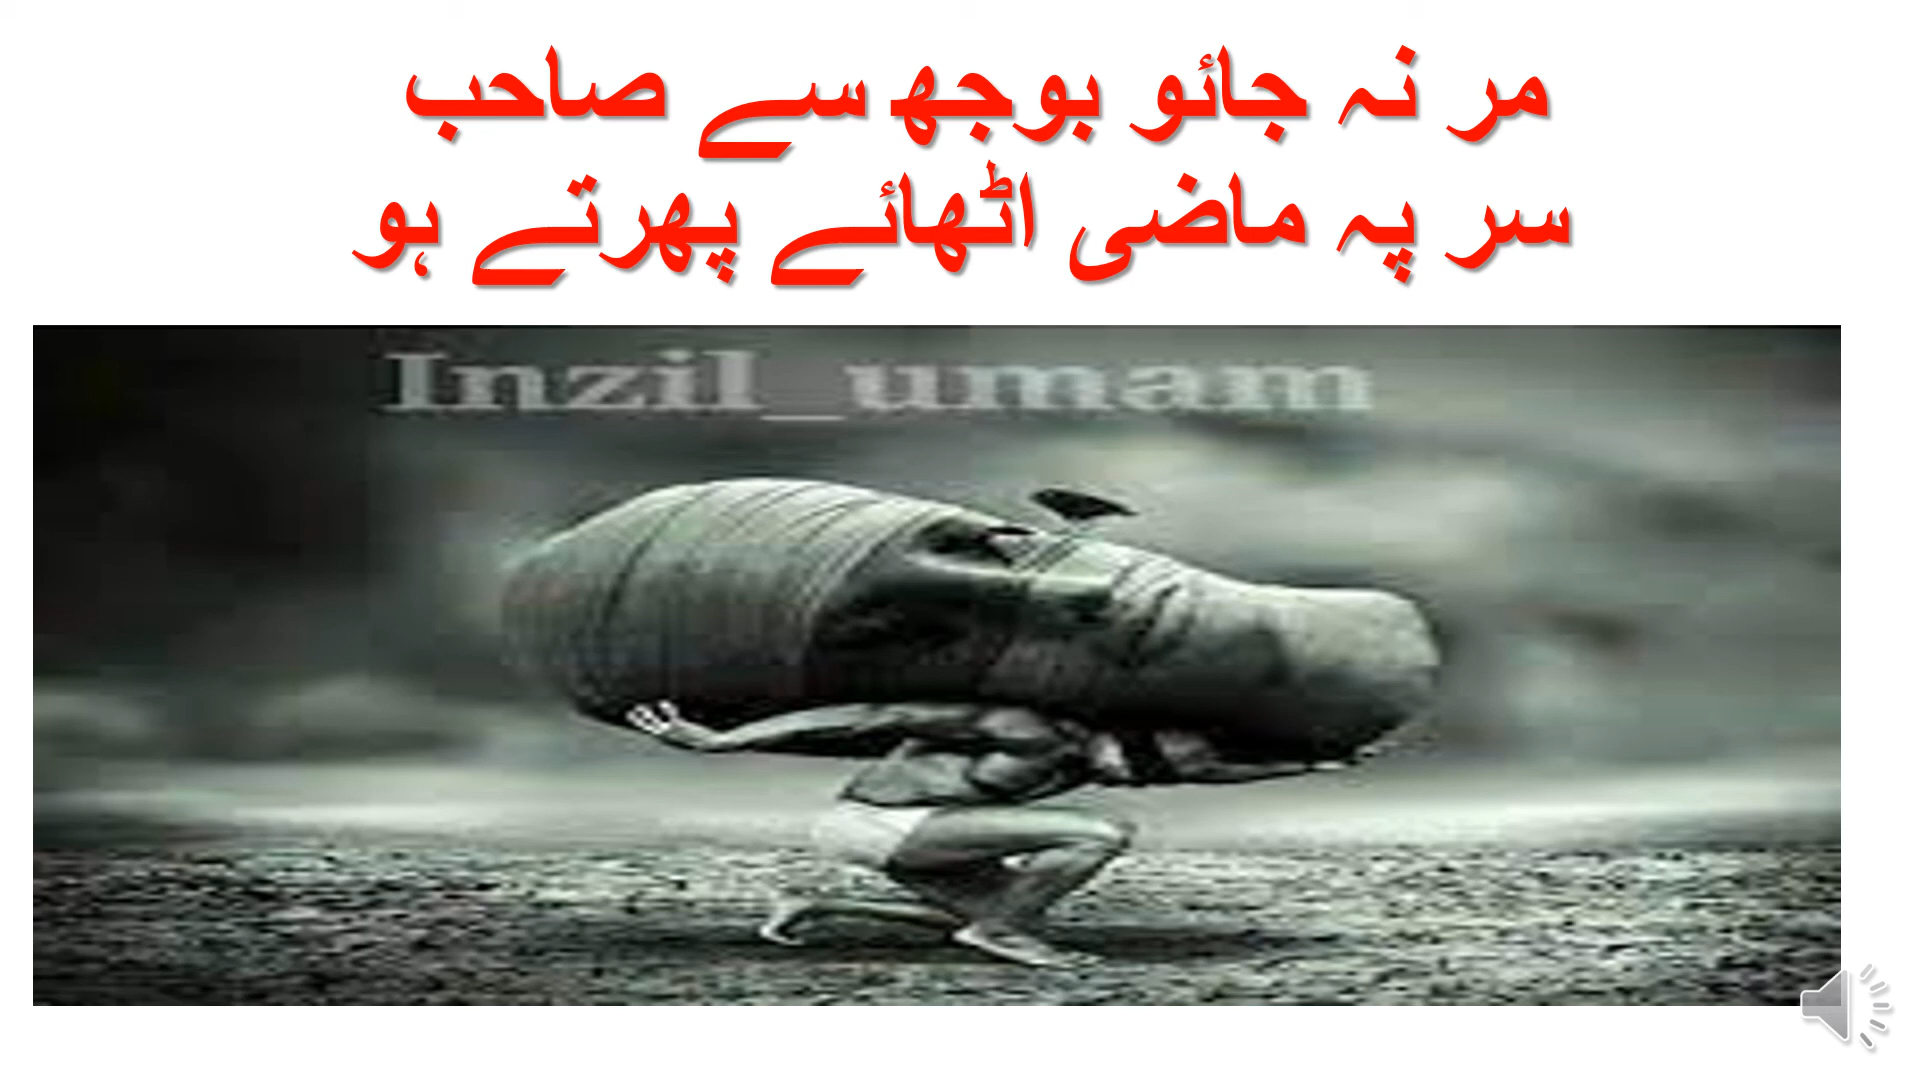 مر نہ جائو بوجھ سے صاحب
سر پہ ماضی اٹھائے پھرتے ہو
Inzil_umam